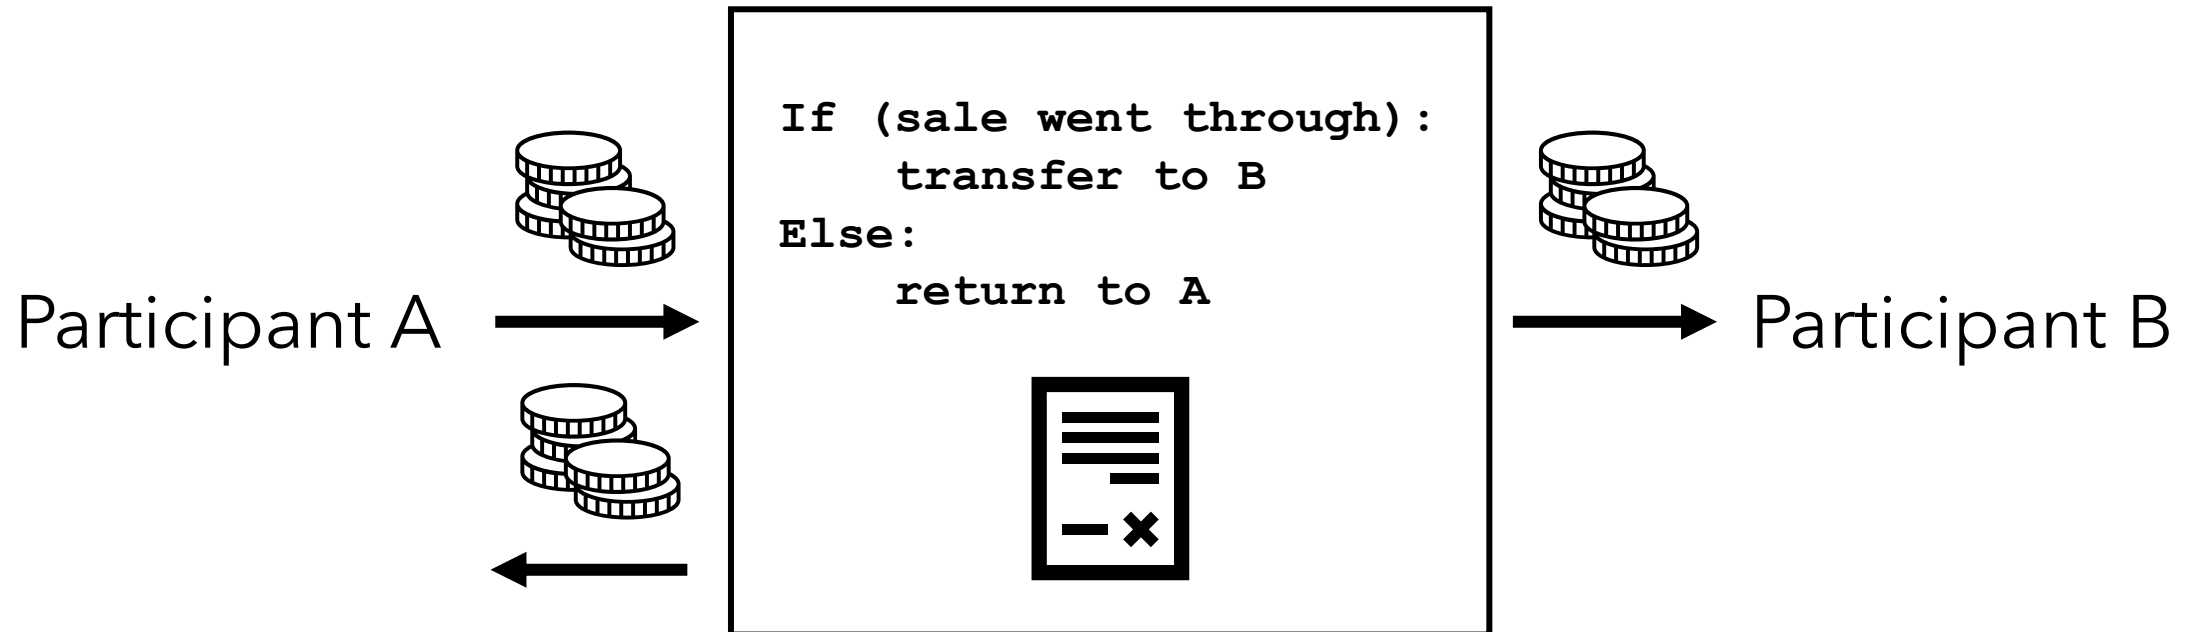 If (sale went through):
transfer to B
Else:
return to A
Participant A
Participant B